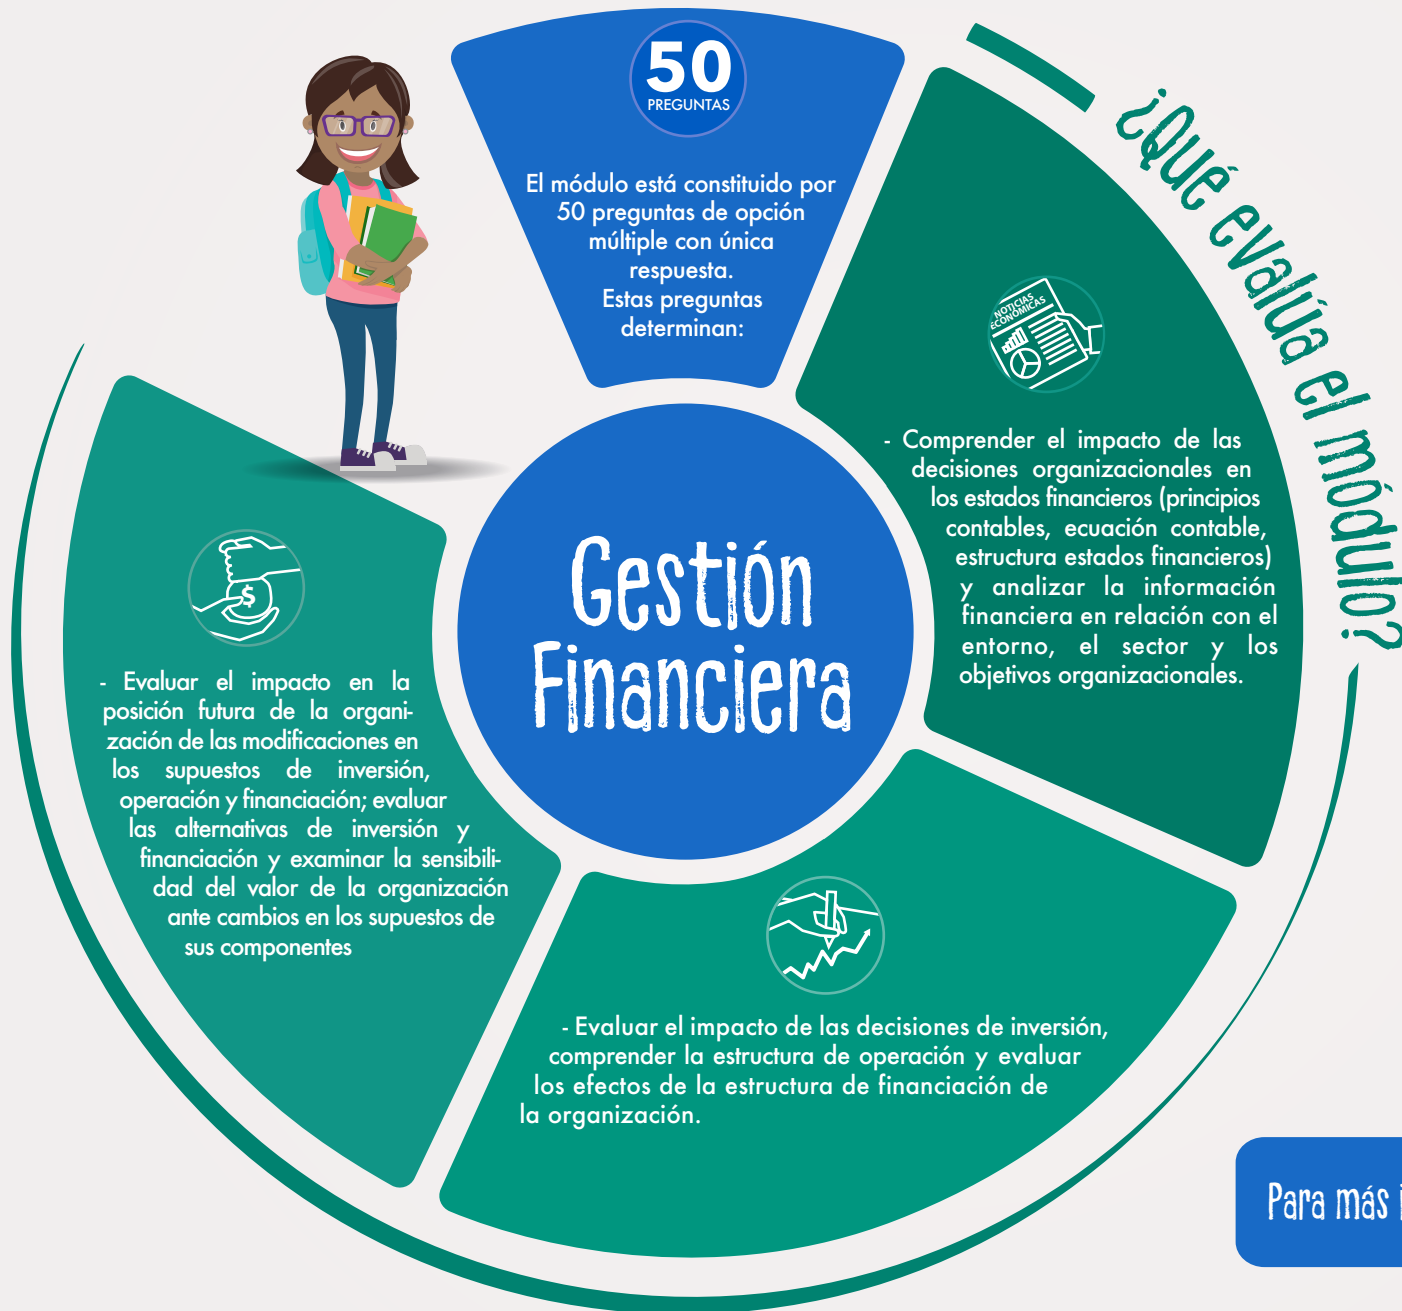 50
PREGUNTAS
El módulo está constituido por
50 preguntas de opción
múltiple con única
respuesta.
Estas preguntas
determinan:
¿Qué evalúa el módulo?
NOTICIAS
ECONÓMICAS
- Comprender el impacto de las
decisiones organizacionales en
los estados financieros (principios
contables, ecuación contable,
estructura estados financieros)
y analizar la información
financiera en relación con el
entorno, el sector y los
objetivos organizacionales.
Gestión
Financiera
$
- Evaluar el impacto en la
posición futura de la organi-
zación de las modificaciones en
los supuestos de inversión,
operación y financiación; evaluar
las alternativas de inversión y
financiación y examinar la sensibili-
dad del valor de la organización
ante cambios en los supuestos de
sus componentes
- Evaluar el impacto de las decisiones de inversión,
comprender la estructura de operación y evaluar
los efectos de la estructura de financiación de
la organización.
Para más